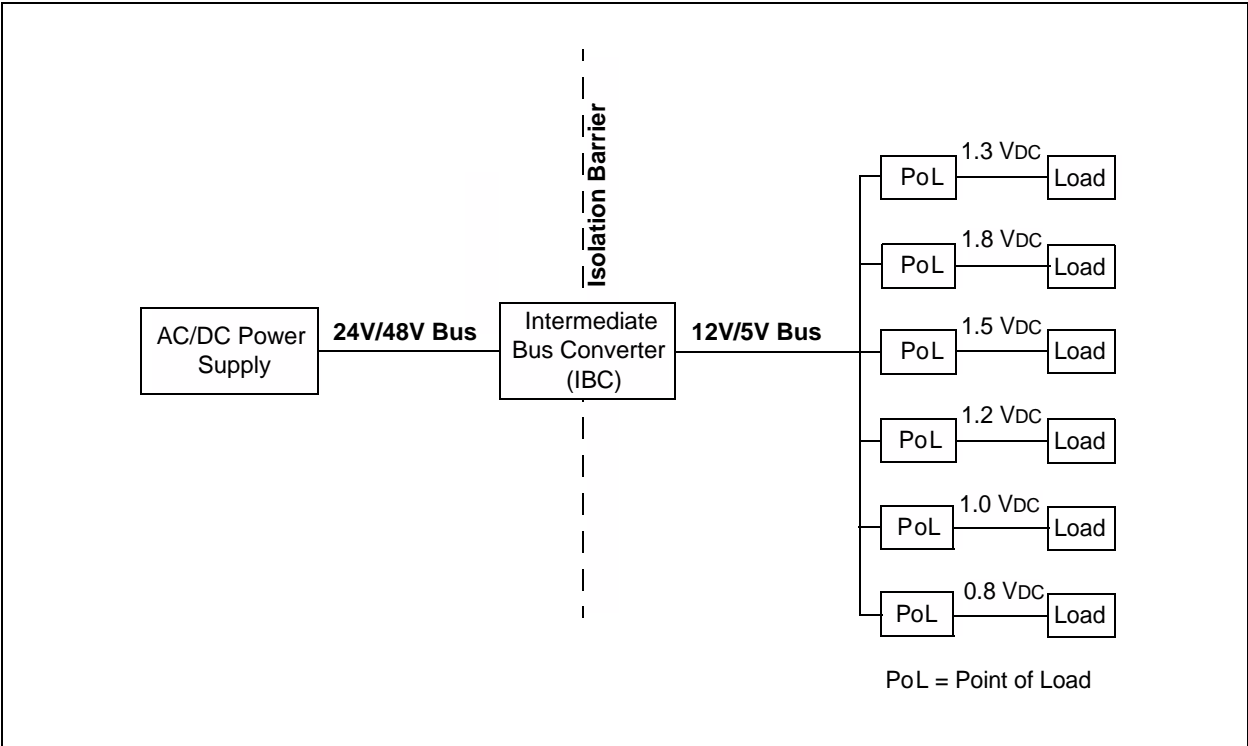 Isolation Barrier
AC/DC Power
Supply
24V/48V Bus
Intermediate
Bus Converter
(IBC)
12V/5V Bus
PoL
1.3 VDC
Load
PoL
1.8 VDC
Load
PoL
1.5 VDC
Load
PoL
1.2 VDC
Load
PoL
1.0 VDC
Load
PoL
0.8 VDC
Load
PoL = Point of Load